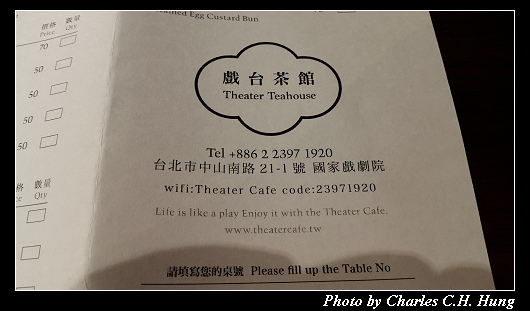 Egg Custard Bun
價格 數量
Qty
70
50
50
50
50
數量
Qty
戲台茶館
Theater Teahouse
Tel +886 2 2397 1920
台北市中山南路 21-1 號 國家戲劇院
wifi:Theater Cafe code:23971920
Life is like a play Enjoy it with the Theater Cafe.
www.theatercafe.tw
請填寫您的桌號 Please fill up the Table No
Photo by Charles C.H. Hung